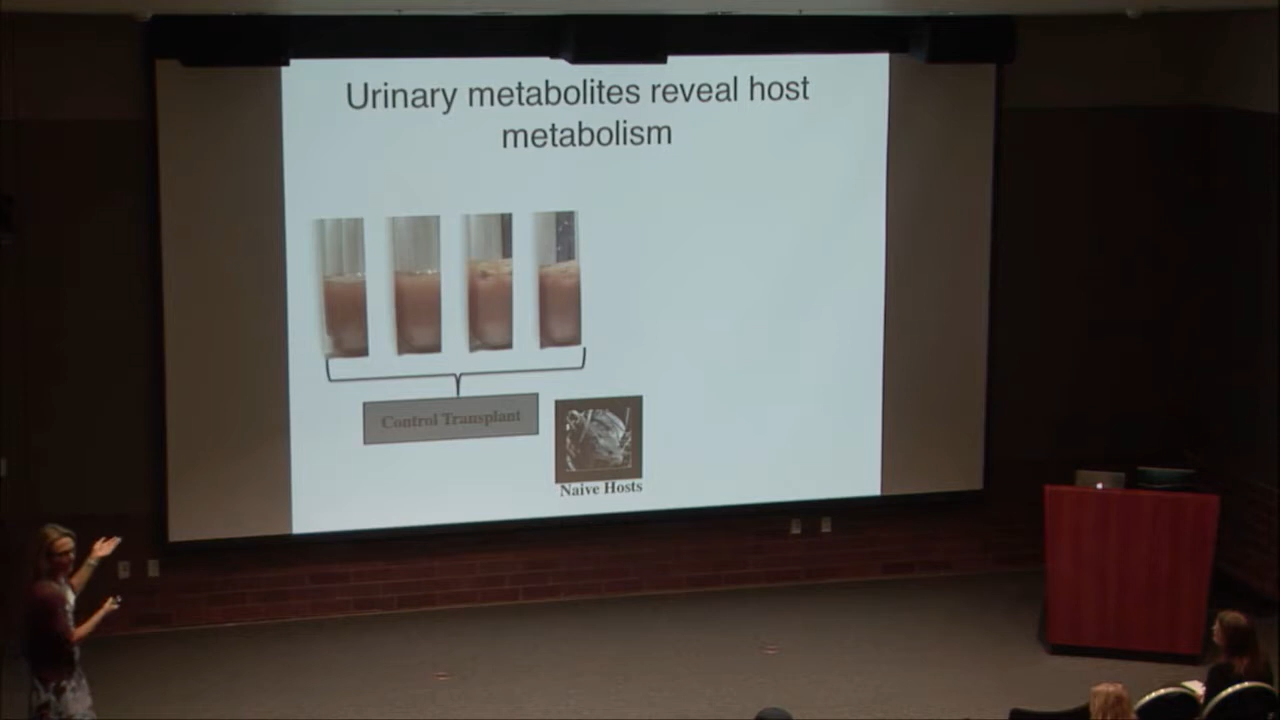 Urinary metabolites reveal host
metabolism
Control Transplant
Naive Hosts